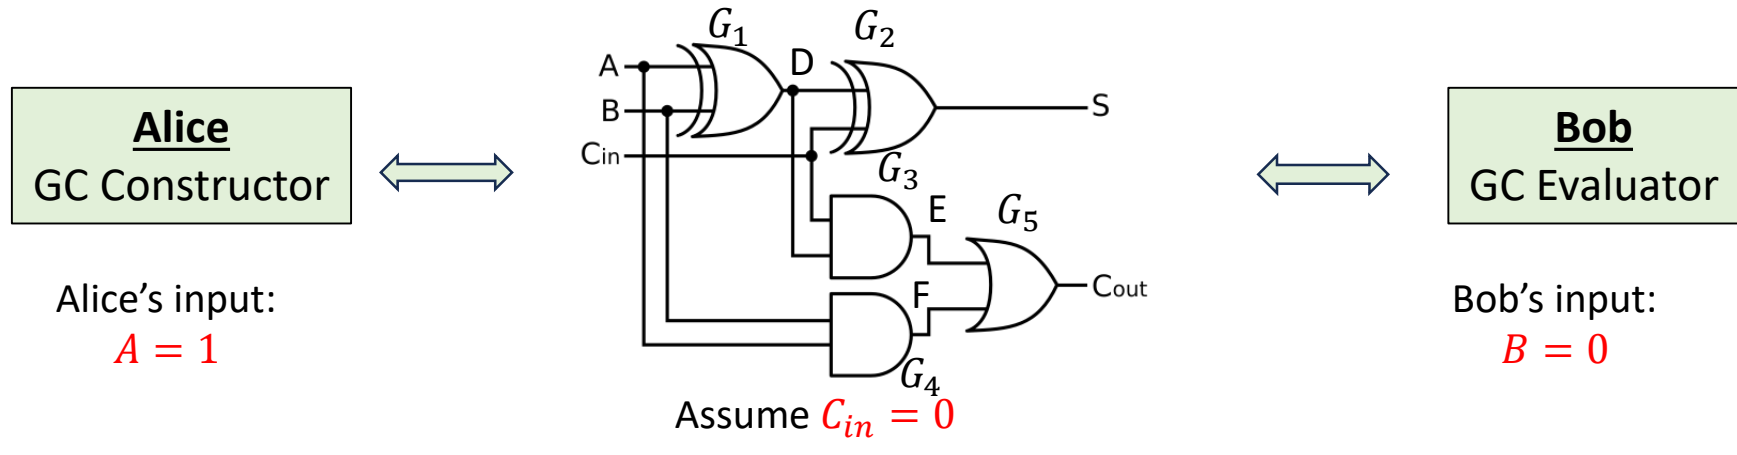 Alice
GC Constructor
Alice's input:
A = 1
G₁
G₂
A
D
B
S
Cin
G₃
E
G₅
F
Cout
G₄
Assume C_in = 0
Bob
GC Evaluator
Bob's input:
B = 0